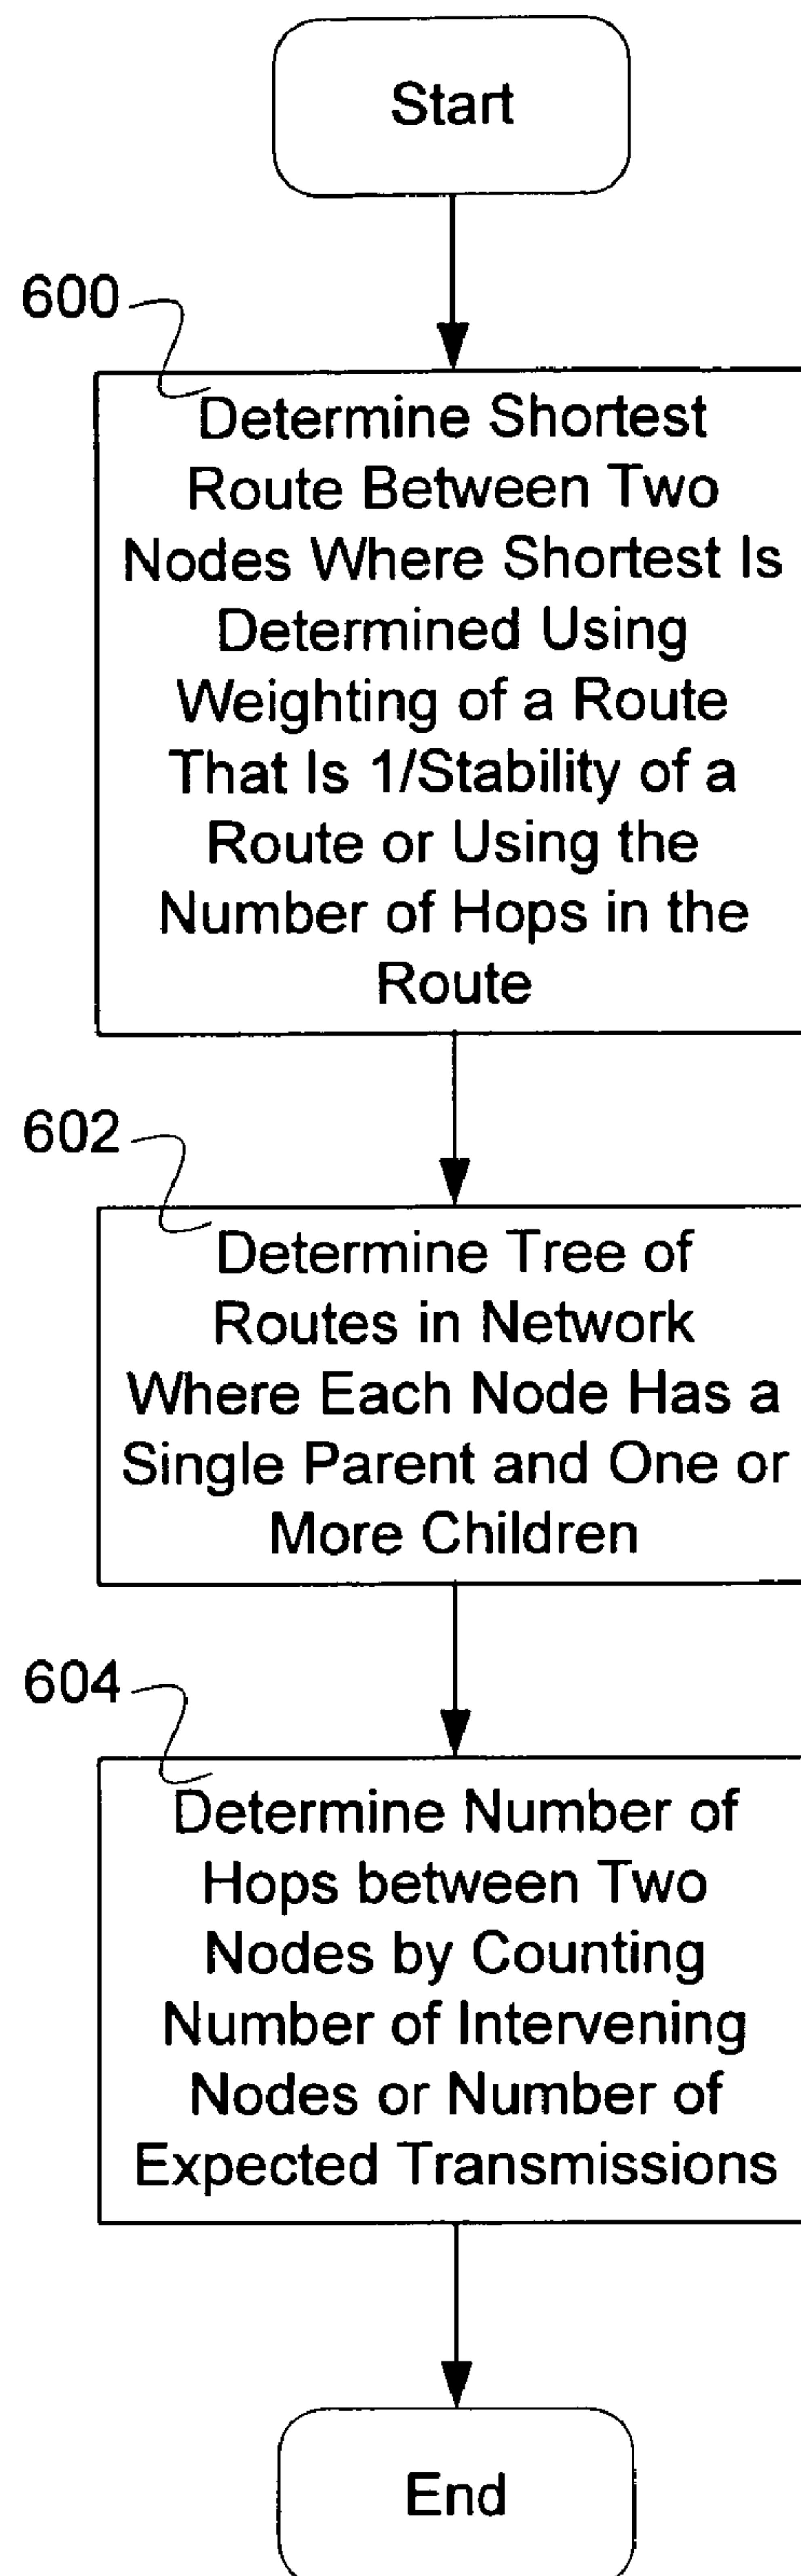 Start
600
Determine Shortest
Route Between Two
Nodes Where Shortest Is
Determined Using
Weighting of a Route
That Is 1/Stability of a
Route or Using the
Number of Hops in the
Route
602
Determine Tree of
Routes in Network
Where Each Node Has a
Single Parent and One or
More Children
604
Determine Number of
Hops between Two
Nodes by Counting
Number of Intervening
Nodes or Number of
Expected Transmissions
End